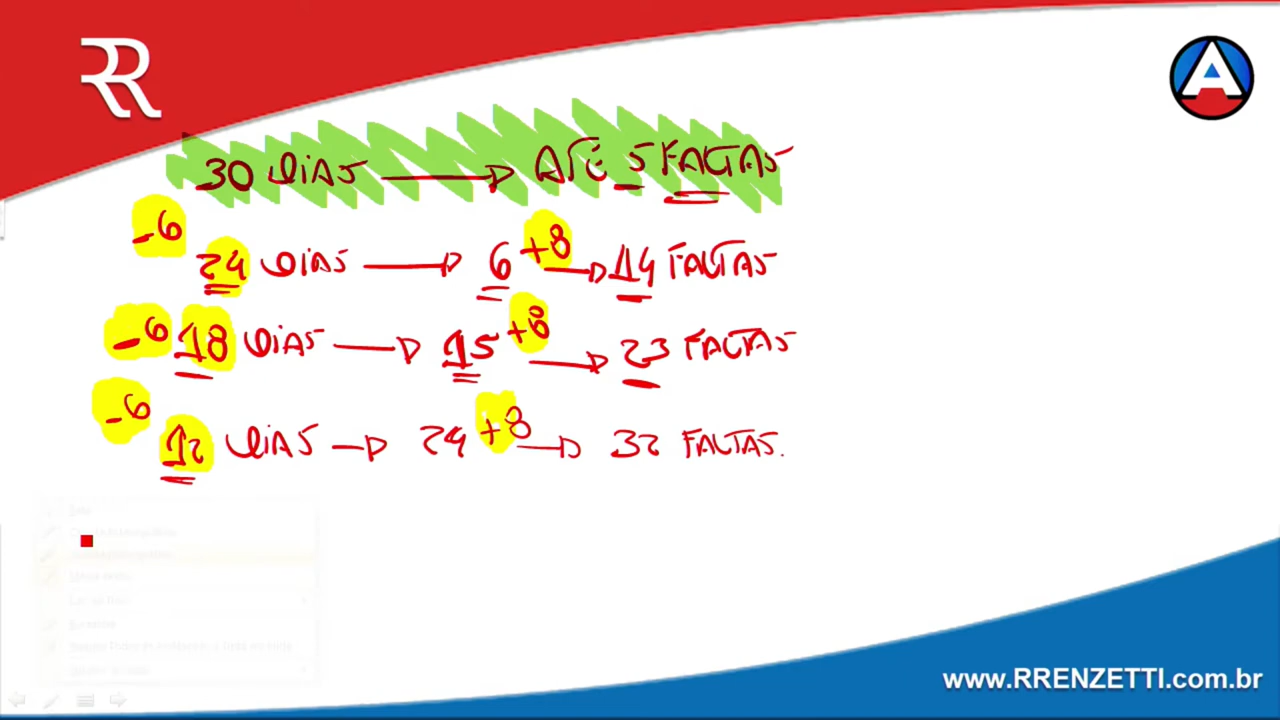 RR
A
30 DIAS → ATÉ 5 FALTAS
-6
24 DIAS → 6 +8 → 14 FALTAS
-6 18 DIAS → 15 +8 → 23 FALTAS
-6
12 DIAS → 24 +8 → 32 FALTAS.
www.RRENZETTI.com.br